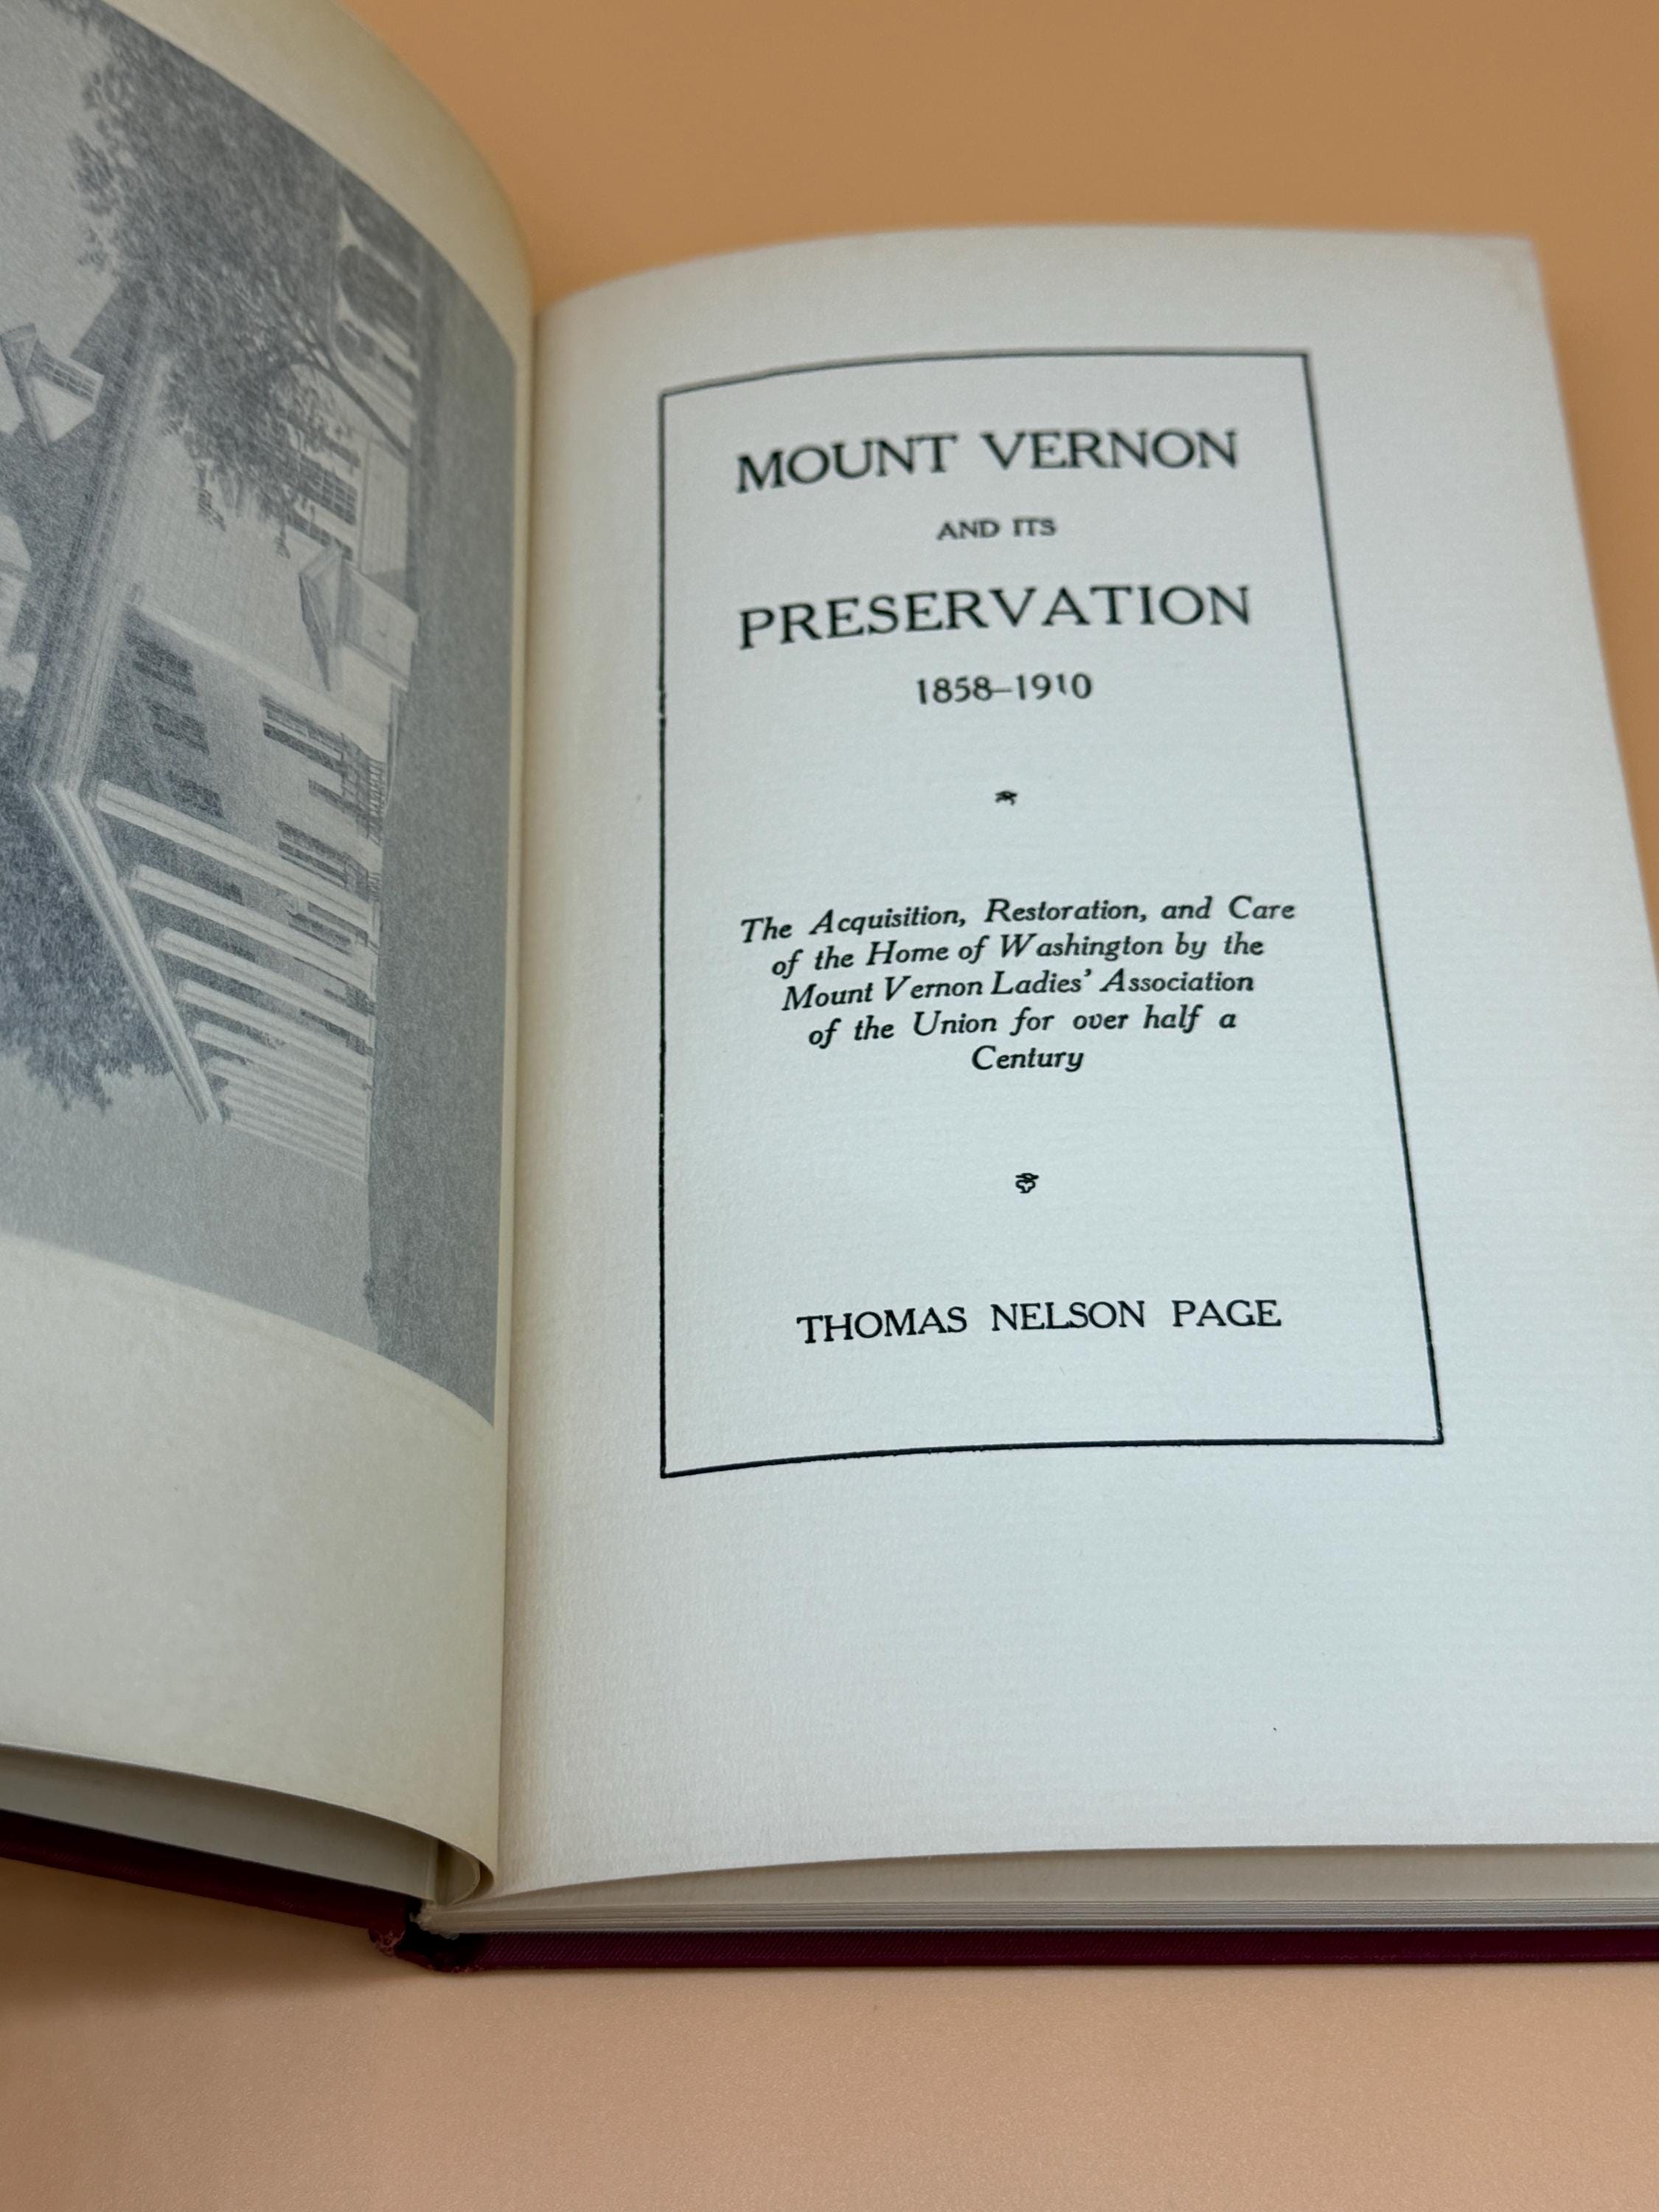 MOUNT VERNON
AND ITS
PRESERVATION
1858–1910
The Acquisition, Restoration, and Care
of the Home of Washington by the
Mount Vernon Ladies' Association
of the Union for over half a
Century
THOMAS NELSON PAGE